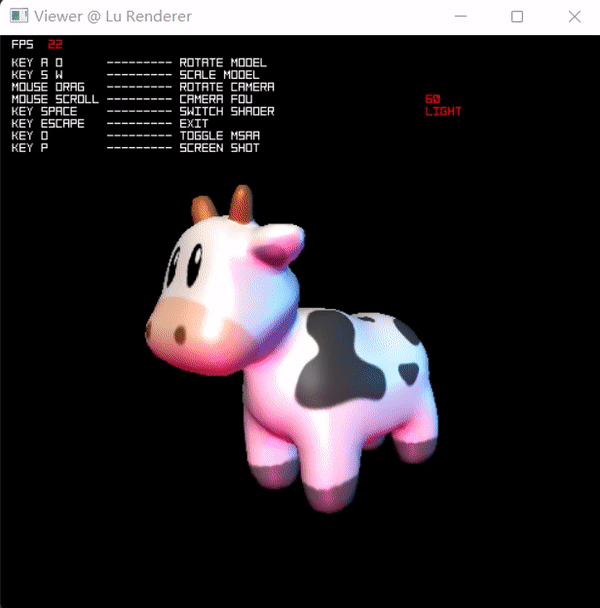 Viewer @ Lu Renderer
FPS 22
KEY A D --------- ROTATE MODEL
KEY S W --------- SCALE MODEL
MOUSE DRAG --------- ROTATE CAMERA
MOUSE SCROLL --------- CAMERA FOV 60
KEY SPACE --------- SWITCH SHADER LIGHT
KEY ESCAPE --------- EXIT
KEY O --------- TOGGLE MSAA
KEY P --------- SCREEN SHOT